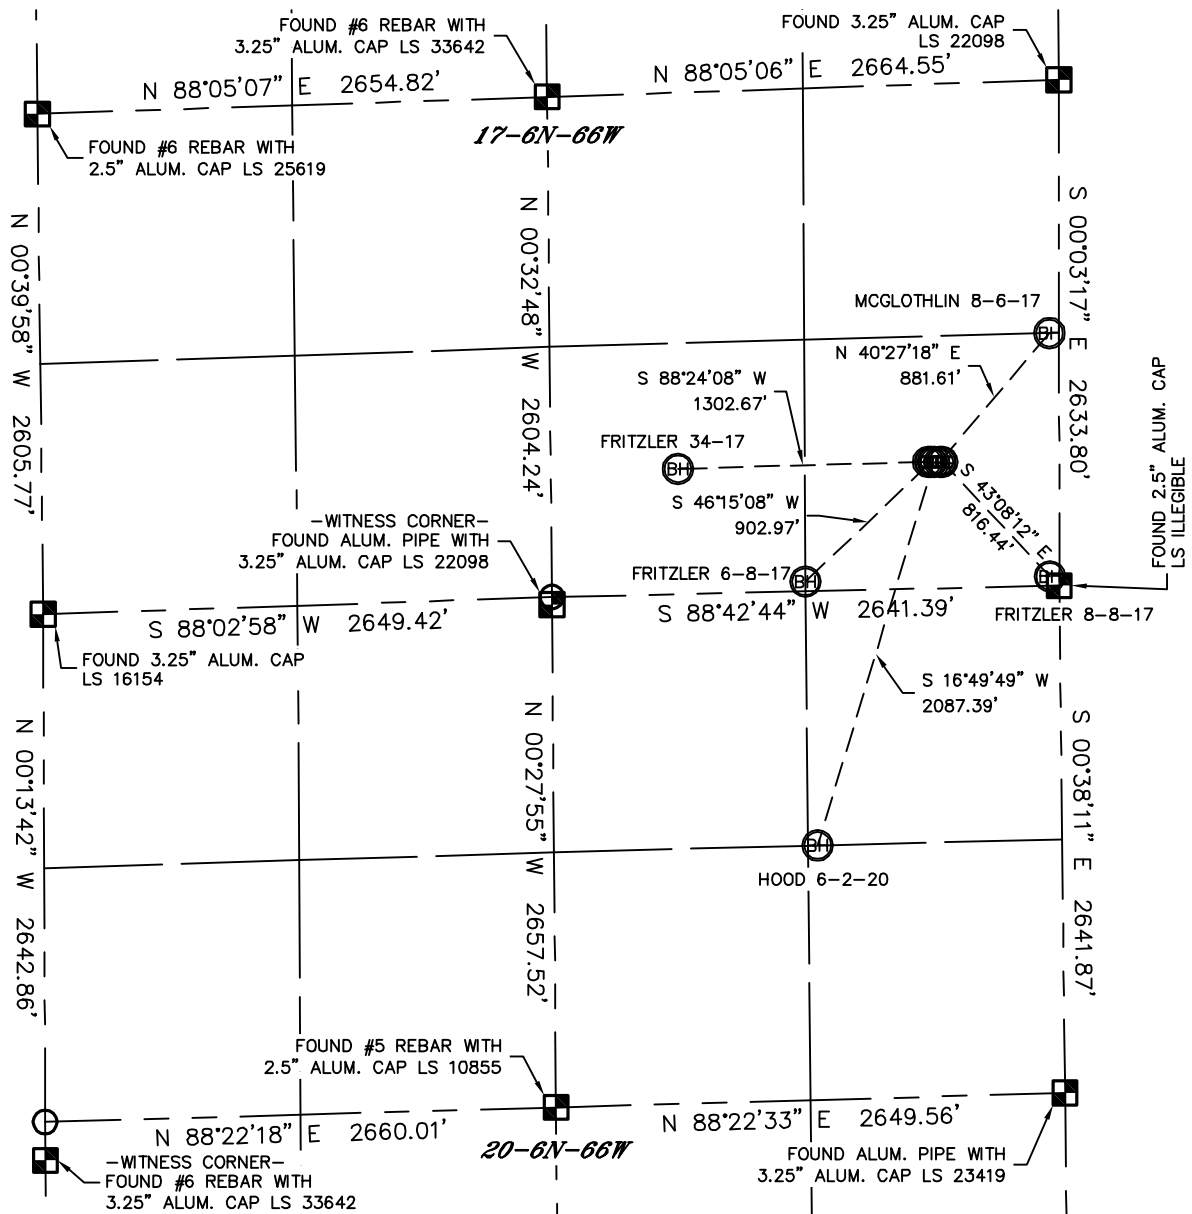 FOUND #6 REBAR WITH
3.25" ALUM. CAP LS 33642
FOUND 3.25" ALUM. CAP
LS 22098
N 88°05'07" E 2654.82'
N 88°05'06" E 2664.55'
17-6N-66W
FOUND #6 REBAR WITH
2.5" ALUM. CAP LS 25619
N 00°39'58" W 2605.77'
N 00°32'48" W 2604.24'
S 00°03'17" E 2633.80'
MCGLOTHLIN 8-6-17
BH
N 40°27'18" E
881.61'
S 88°24'08" W
1302.67'
FRITZLER 34-17
BH
S 46°15'08" W
902.97'
S 43°08'12" E
816.44'
FOUND 2.5" ALUM. CAP
LS ILLEGIBLE
-WITNESS CORNER-
FOUND ALUM. PIPE WITH
3.25" ALUM. CAP LS 22098
FRITZLER 6-8-17
BH
BH
FRITZLER 8-8-17
S 88°02'58" W 2649.42'
S 88°42'44" W 2641.39'
FOUND 3.25" ALUM. CAP
LS 16154
S 16°49'49" W
2087.39'
N 00°13'42" W 2642.86'
N 00°27'55" W 2657.52'
S 00°38'11" E 2641.87'
BH
HOOD 6-2-20
FOUND #5 REBAR WITH
2.5" ALUM. CAP LS 10855
N 88°22'18" E 2660.01'
N 88°22'33" E 2649.56'
20-6N-66W
-WITNESS CORNER-
FOUND #6 REBAR WITH
3.25" ALUM. CAP LS 33642
FOUND ALUM. PIPE WITH
3.25" ALUM. CAP LS 23419